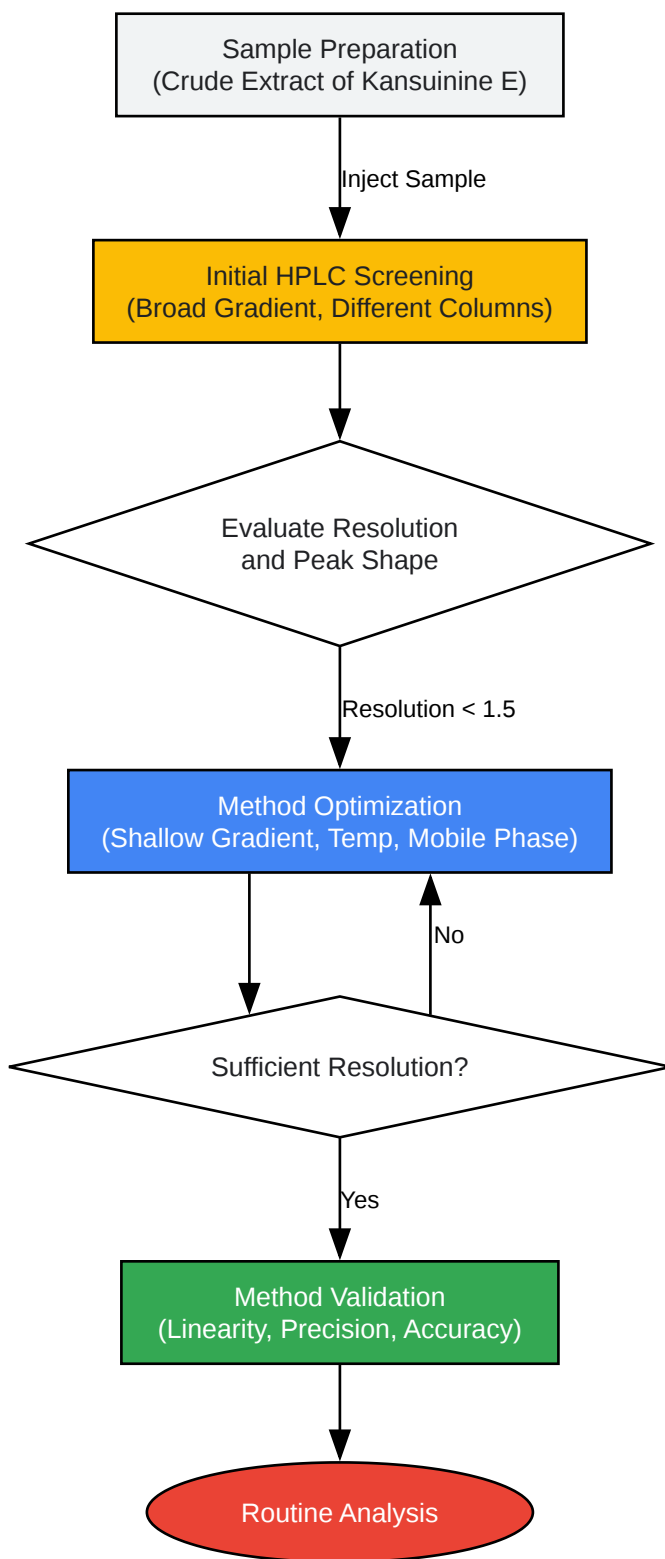 Sample Preparation
(Crude Extract of Kansuinine E)
Inject Sample
Initial HPLC Screening
(Broad Gradient, Different Columns)
Evaluate Resolution
and Peak Shape
Resolution < 1.5
Method Optimization
(Shallow Gradient, Temp, Mobile Phase)
No
Sufficient Resolution?
Yes
Method Validation
(Linearity, Precision, Accuracy)
Routine Analysis